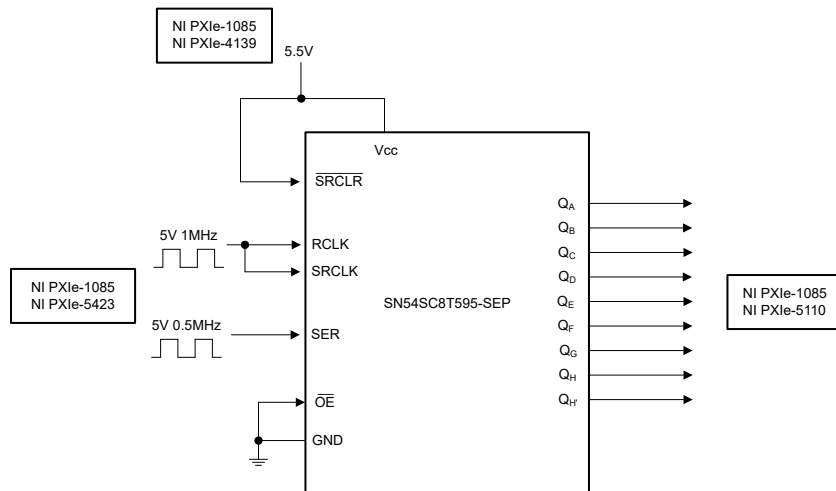 NI PXIe-1085
NI PXIe-4139
5.5V
Vcc
SRCLR
QA
QB
5V 1MHz
RCLK
QC
SRCLK
QD
NI PXIe-1085
NI PXIe-5423
SN54SC8T595-SEP
QE
NI PXIe-1085
NI PXIe-5110
5V 0.5MHz
SER
QF
QG
QH
OE
QH'
GND